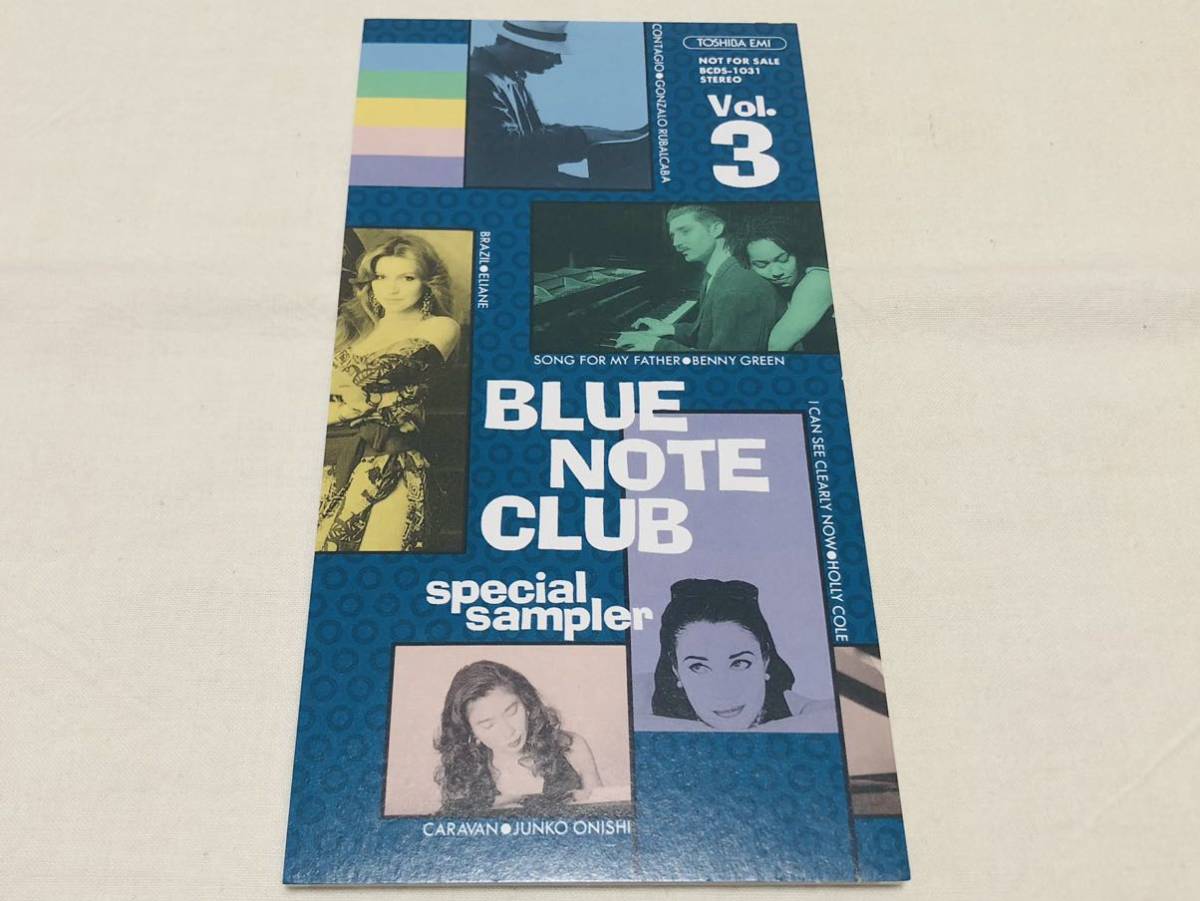 TOSHIBA EMI
NOT FOR SALE
BCDS-1031
STEREO
Vol.
3
CONTAGIO●GONZALO RUBALCABA
BRAZIL●ELIANE
SONG FOR MY FATHER●BENNY GREEN
BLUE
NOTE
CLUB
special
sampler
I CAN SEE CLEARLY NOW●HOLLY COLE
CARAVAN●JUNKO ONISHI